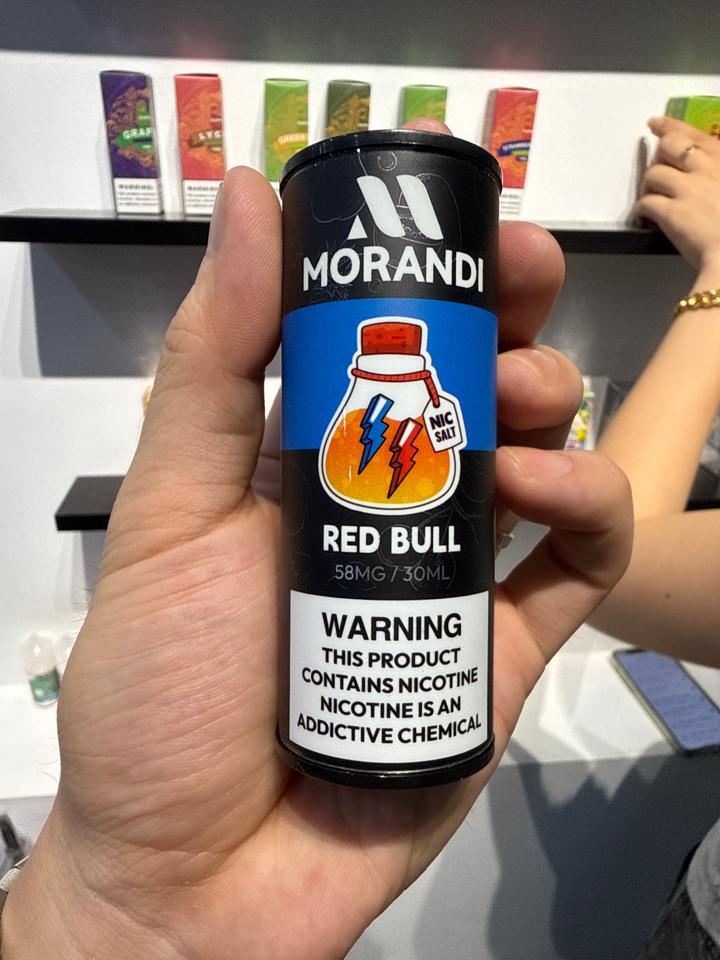 MORANDI
NIC
SALT
RED BULL
58MG / 30ML
WARNING
THIS PRODUCT
CONTAINS NICOTINE
NICOTINE IS AN
ADDICTIVE CHEMICAL